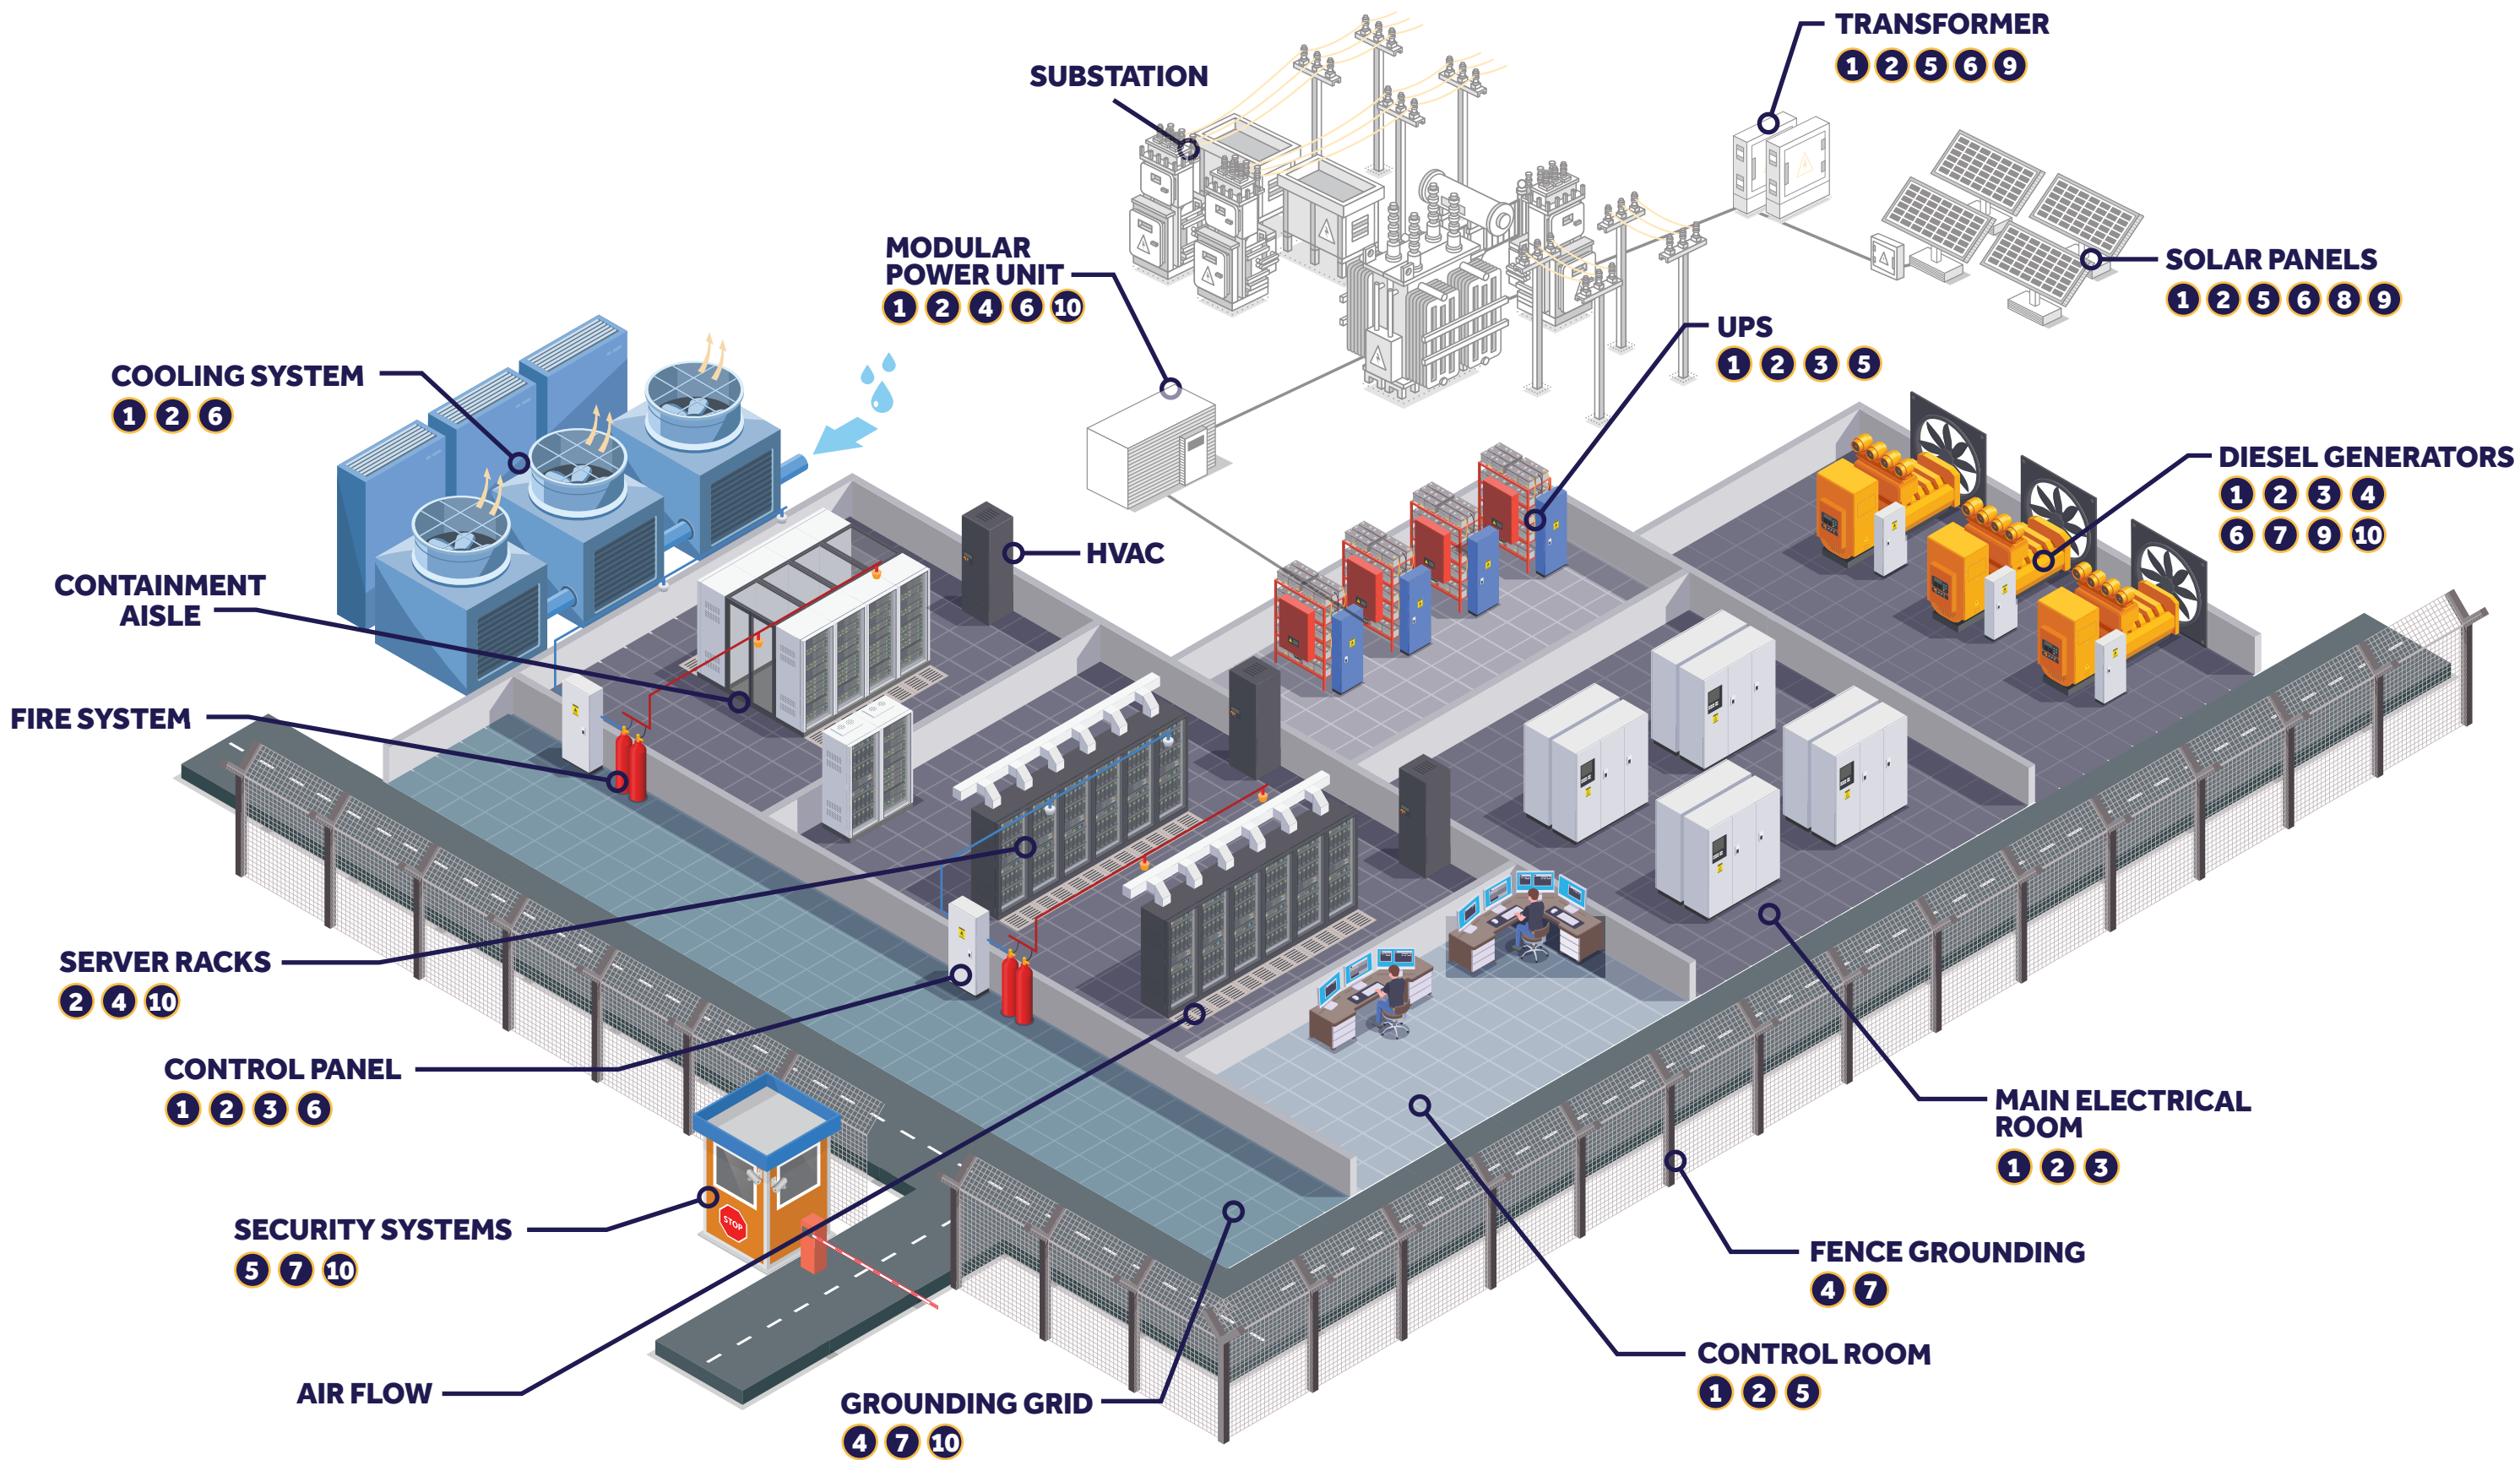 TRANSFORMER
1 2 5 6 9
SUBSTATION
MODULAR
POWER UNIT
1 2 4 6 10
SOLAR PANELS
1 2 5 6 8 9
UPS
1 2 3 5
COOLING SYSTEM
1 2 6
DIESEL GENERATORS
1 2 3 4
6 7 9 10
HVAC
CONTAINMENT
AISLE
FIRE SYSTEM
SERVER RACKS
2 4 10
CONTROL PANEL
1 2 3 6
MAIN ELECTRICAL
ROOM
1 2 3
SECURITY SYSTEMS
5 7 10
STOP
FENCE GROUNDING
4 7
CONTROL ROOM
1 2 5
AIR FLOW
GROUNDING GRID
4 7 10